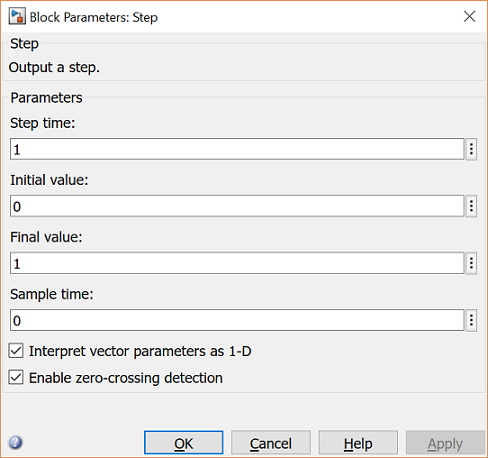 Block Parameters: Step
Step
Output a step.
Parameters
Step time:
1
Initial value:
0
Final value:
1
Sample time:
0
Interpret vector parameters as 1-D
Enable zero-crossing detection
OK Cancel Help Apply